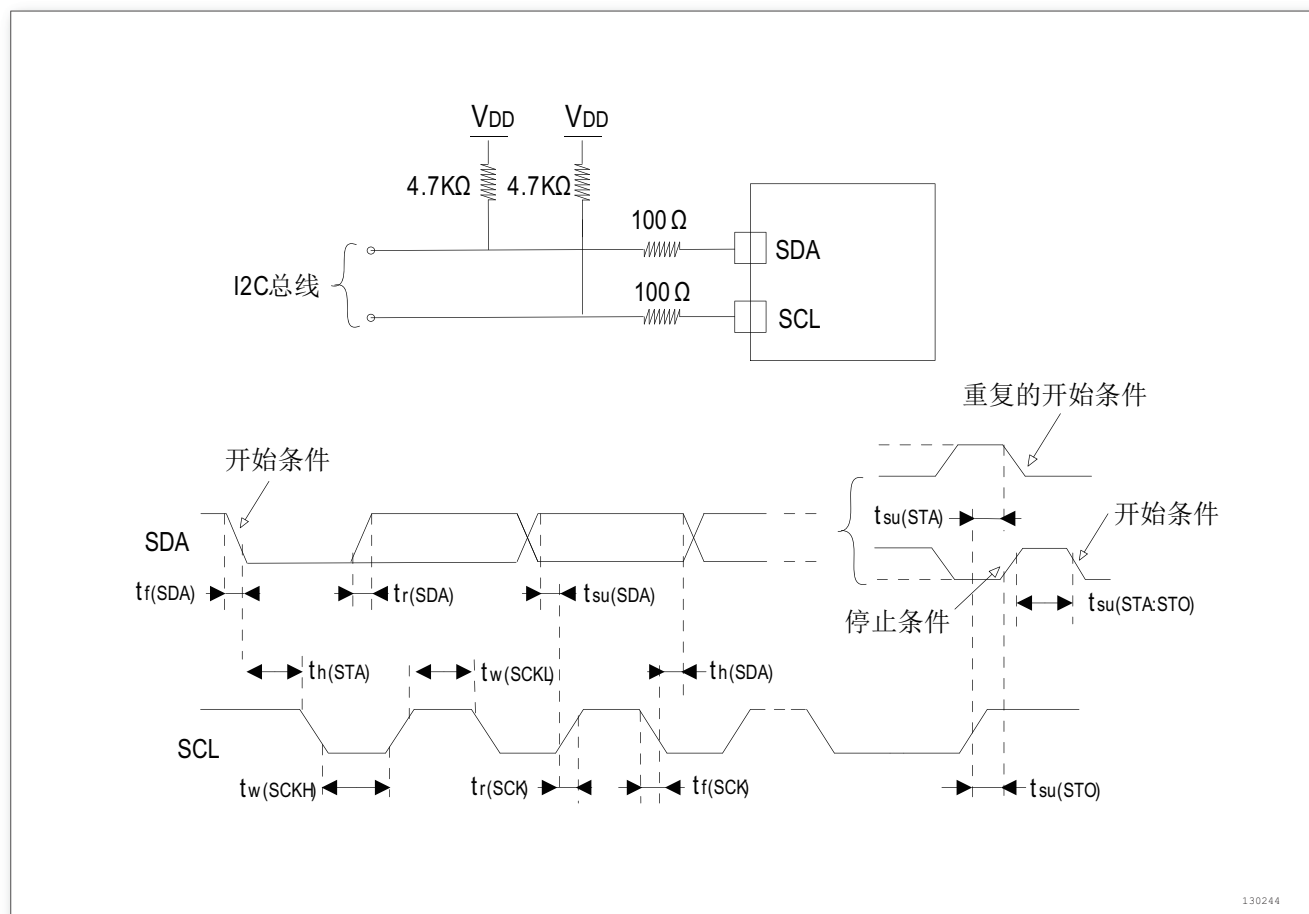 VDD VDD
4.7KΩ 4.7KΩ
100 Ω
SDA
I2C总线
100 Ω
SCL
重复的开始条件
开始条件
tsu(STA)
开始条件
SDA
tf(SDA) tr(SDA) tsu(SDA)
停止条件
tsu(STA:STO)
th(STA) tw(SCKL) th(SDA)
SCL
tw(SCKH) tr(SCK) tf(SCK) tsu(STO)
130244